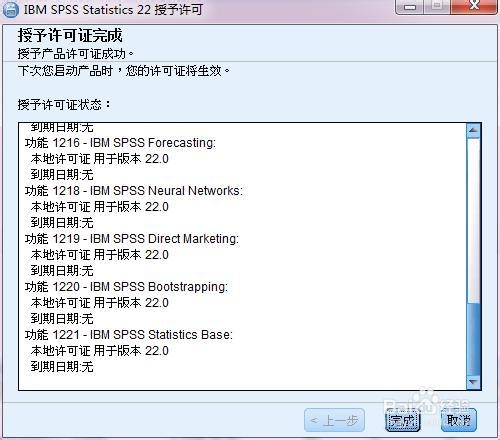 IBM SPSS Statistics 22 授予许可
授予许可证完成
授予产品许可证成功。
下次您启动产品时，您的许可证将生效。
授予许可证状态：
到期日期:无
功能 1216 - IBM SPSS Forecasting:
本地许可证 用于版本 22.0
到期日期:无
功能 1218 - IBM SPSS Neural Networks:
本地许可证 用于版本 22.0
到期日期:无
功能 1219 - IBM SPSS Direct Marketing:
本地许可证 用于版本 22.0
到期日期:无
功能 1220 - IBM SPSS Bootstrapping:
本地许可证 用于版本 22.0
到期日期:无
功能 1221 - IBM SPSS Statistics Base:
本地许可证 用于版本 22.0
到期日期:无
Baidu经验
< 上一步 完成 取消